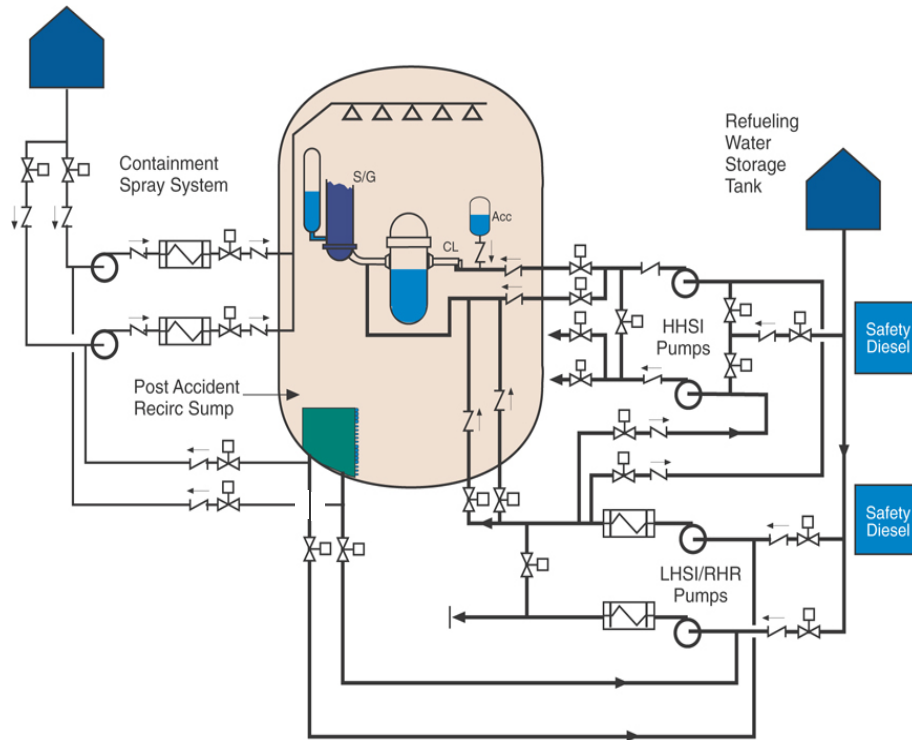 Containment
Spray System
S/G
CL
Acc
Refueling
Water
Storage
Tank
HHSI
Pumps
Safety
Diesel
Post Accident
Recirc Sump
Safety
Diesel
LHSI/RHR
Pumps